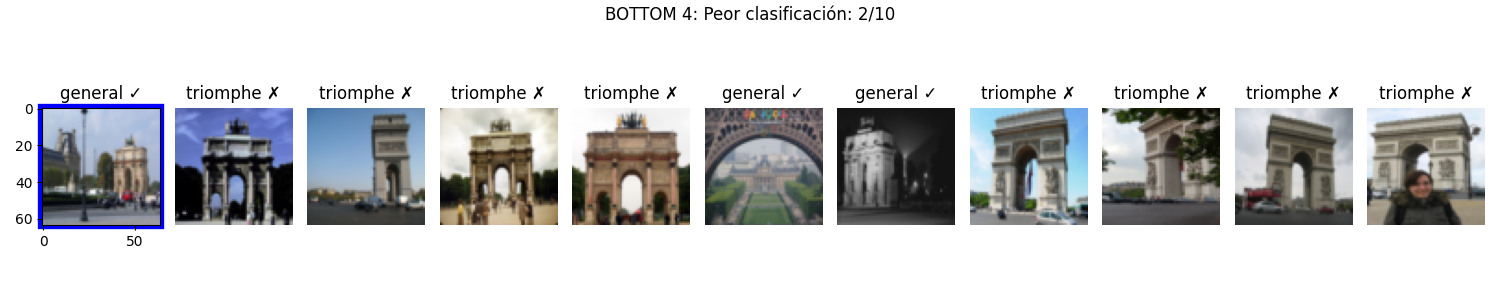 BOTTOM 4: Peor clasificación: 2/10
general ✓ triomphe ✗ triomphe ✗ triomphe ✗ triomphe ✗ general ✓ general ✓ triomphe ✗ triomphe ✗ triomphe ✗ triomphe ✗
0
20
40
60
0 50